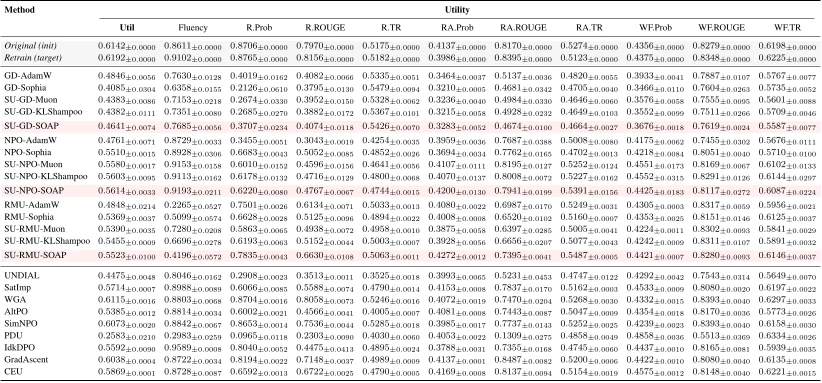 Method Utility
Util Fluency R.Prob R.ROUGE R.TR RA.Prob RA.ROUGE RA.TR WF.Prob WF.ROUGE WF.TR
Original (init) 0.6142±0.0000 0.8611±0.0000 0.8706±0.0000 0.7970±0.0000 0.5175±0.0000 0.4137±0.0000 0.8170±0.0000 0.5274±0.0000 0.4356±0.0000 0.8279±0.0000 0.6198±0.0000
Retrain (target) 0.6192±0.0000 0.9102±0.0000 0.8765±0.0000 0.8156±0.0000 0.5182±0.0000 0.3986±0.0000 0.8395±0.0000 0.5123±0.0000 0.4375±0.0000 0.8348±0.0000 0.6225±0.0000
GD-AdamW 0.4846±0.0056 0.7630±0.0128 0.4019±0.0162 0.4082±0.0066 0.5335±0.0051 0.3464±0.0037 0.5137±0.0036 0.4820±0.0055 0.3933±0.0041 0.7887±0.0107 0.5767±0.0077
GD-Sophia 0.4085±0.0304 0.6358±0.0155 0.2126±0.0610 0.3795±0.0130 0.5479±0.0094 0.3210±0.0005 0.4681±0.0342 0.4705±0.0040 0.3466±0.0110 0.7604±0.0263 0.5735±0.0052
SU-GD-Muon 0.4383±0.0086 0.7153±0.0218 0.2674±0.0330 0.3952±0.0150 0.5328±0.0062 0.3236±0.0040 0.4984±0.0330 0.4646±0.0060 0.3576±0.0058 0.7555±0.0095 0.5601±0.0088
SU-GD-KLShampoo 0.4382±0.0111 0.7351±0.0080 0.2685±0.0270 0.3882±0.0172 0.5367±0.0101 0.3215±0.0058 0.4928±0.0232 0.4649±0.0103 0.3552±0.0099 0.7511±0.0262 0.5709±0.0046
SU-GD-SOAP 0.4641±0.0074 0.7685±0.0056 0.3707±0.0234 0.4074±0.0118 0.5426±0.0070 0.3283±0.0052 0.4674±0.0100 0.4664±0.0027 0.3676±0.0018 0.7619±0.0024 0.5587±0.0077
NPO-AdamW 0.4761±0.0071 0.8729±0.0033 0.3455±0.0051 0.3043±0.0019 0.4254±0.0035 0.3959±0.0036 0.7687±0.0388 0.5008±0.0080 0.4175±0.0062 0.7455±0.0302 0.5676±0.0111
NPO-Sophia 0.5510±0.0015 0.8928±0.0306 0.6683±0.0043 0.5052±0.0085 0.4852±0.0026 0.3694±0.0034 0.7762±0.0165 0.4702±0.0013 0.4218±0.0084 0.8051±0.0040 0.5710±0.0100
SU-NPO-Muon 0.5580±0.0017 0.9153±0.0158 0.6010±0.0152 0.4596±0.0156 0.4641±0.0056 0.4107±0.0111 0.8195±0.0127 0.5252±0.0124 0.4551±0.0173 0.8169±0.0067 0.6102±0.0133
SU-NPO-KLShampoo 0.5603±0.0095 0.9113±0.0162 0.6178±0.0132 0.4716±0.0129 0.4800±0.0016 0.4070±0.0137 0.8008±0.0072 0.5227±0.0162 0.4552±0.0315 0.8291±0.0126 0.6144±0.0297
SU-NPO-SOAP 0.5614±0.0033 0.9193±0.0211 0.6220±0.0080 0.4767±0.0067 0.4744±0.0015 0.4200±0.0130 0.7941±0.0199 0.5391±0.0156 0.4425±0.0183 0.8117±0.0272 0.6087±0.0224
RMU-AdamW 0.4848±0.0214 0.2265±0.0527 0.7501±0.0026 0.6134±0.0071 0.5033±0.0013 0.4080±0.0022 0.6987±0.0170 0.5249±0.0031 0.4305±0.0003 0.8317±0.0059 0.5956±0.0021
RMU-Sophia 0.5369±0.0037 0.5099±0.0574 0.6628±0.0028 0.5125±0.0096 0.4894±0.0022 0.4008±0.0008 0.6520±0.0102 0.5160±0.0017 0.4353±0.0025 0.8151±0.0146 0.6125±0.0037
SU-RMU-Muon 0.5390±0.0035 0.7280±0.0208 0.5863±0.0065 0.4938±0.0072 0.4958±0.0010 0.3875±0.0058 0.6397±0.0285 0.5005±0.0041 0.4224±0.0114 0.8302±0.0093 0.5841±0.0029
SU-RMU-KLShampoo 0.5455±0.0009 0.6696±0.0278 0.6193±0.0063 0.5152±0.0044 0.5003±0.0007 0.3928±0.0026 0.6656±0.0207 0.5077±0.0043 0.4242±0.0009 0.8311±0.0107 0.5891±0.0032
SU-RMU-SOAP 0.5523±0.0100 0.4196±0.0572 0.7835±0.0043 0.6630±0.0108 0.5063±0.0011 0.4272±0.0012 0.7395±0.0041 0.5487±0.0005 0.4421±0.0007 0.8280±0.0093 0.6146±0.0037
UNDIAL 0.4475±0.0048 0.8046±0.0162 0.2908±0.0023 0.3513±0.0011 0.3525±0.0018 0.3993±0.0065 0.5231±0.0453 0.4747±0.0122 0.4292±0.0042 0.7543±0.0314 0.5649±0.0070
SatImp 0.5714±0.0007 0.8988±0.0089 0.6066±0.0085 0.5588±0.0074 0.4790±0.0014 0.4153±0.0008 0.7837±0.0170 0.5162±0.0003 0.4533±0.0009 0.8080±0.0020 0.6197±0.0022
WGA 0.6115±0.0016 0.8803±0.0068 0.8704±0.0016 0.8058±0.0073 0.5246±0.0016 0.4072±0.0019 0.7470±0.0204 0.5268±0.0030 0.4332±0.0015 0.8393±0.0040 0.6297±0.0033
AltPO 0.5385±0.0012 0.8814±0.0034 0.6002±0.0021 0.4566±0.0041 0.4005±0.0007 0.4081±0.0008 0.7443±0.0087 0.5047±0.0009 0.4354±0.0018 0.8170±0.0036 0.5773±0.0026
SimNPO 0.6073±0.0020 0.8842±0.0067 0.8653±0.0014 0.7536±0.0044 0.5285±0.0018 0.3985±0.0017 0.7737±0.0143 0.5252±0.0025 0.4239±0.0023 0.8393±0.0040 0.6158±0.0030
PDU 0.2583±0.0210 0.2983±0.0259 0.0965±0.0118 0.2303±0.0090 0.4030±0.0060 0.4053±0.0022 0.1309±0.0275 0.4858±0.0049 0.4858±0.0036 0.5513±0.0369 0.6334±0.0026
IdkDPO 0.5592±0.0090 0.9589±0.0008 0.8040±0.0052 0.4475±0.0413 0.4895±0.0024 0.3788±0.0031 0.7355±0.0168 0.4745±0.0060 0.4437±0.0016 0.8165±0.0081 0.5939±0.0035
GradAscent 0.6038±0.0004 0.8722±0.0034 0.8194±0.0022 0.7148±0.0037 0.4989±0.0009 0.4137±0.0001 0.8487±0.0082 0.5200±0.0006 0.4422±0.0010 0.8080±0.0040 0.6135±0.0008
CEU 0.5869±0.0001 0.8728±0.0087 0.6592±0.0013 0.6722±0.0025 0.4790±0.0005 0.4169±0.0008 0.8137±0.0094 0.5154±0.0019 0.4575±0.0012 0.8148±0.0040 0.6221±0.0015